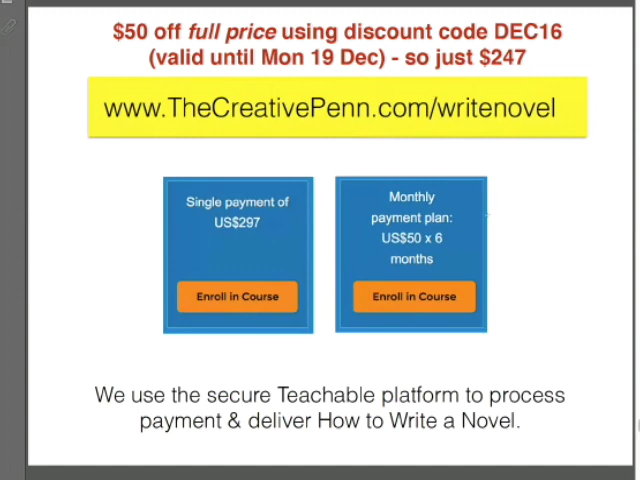 $50 off full price using discount code DEC16
(valid until Mon 19 Dec) - so just $247
www.TheCreativePenn.com/writenovel
Single payment of
US$297
Enroll in Course
Monthly
payment plan:
US$50 x 6
months
Enroll in Course
We use the secure Teachable platform to process
payment & deliver How to Write a Novel.